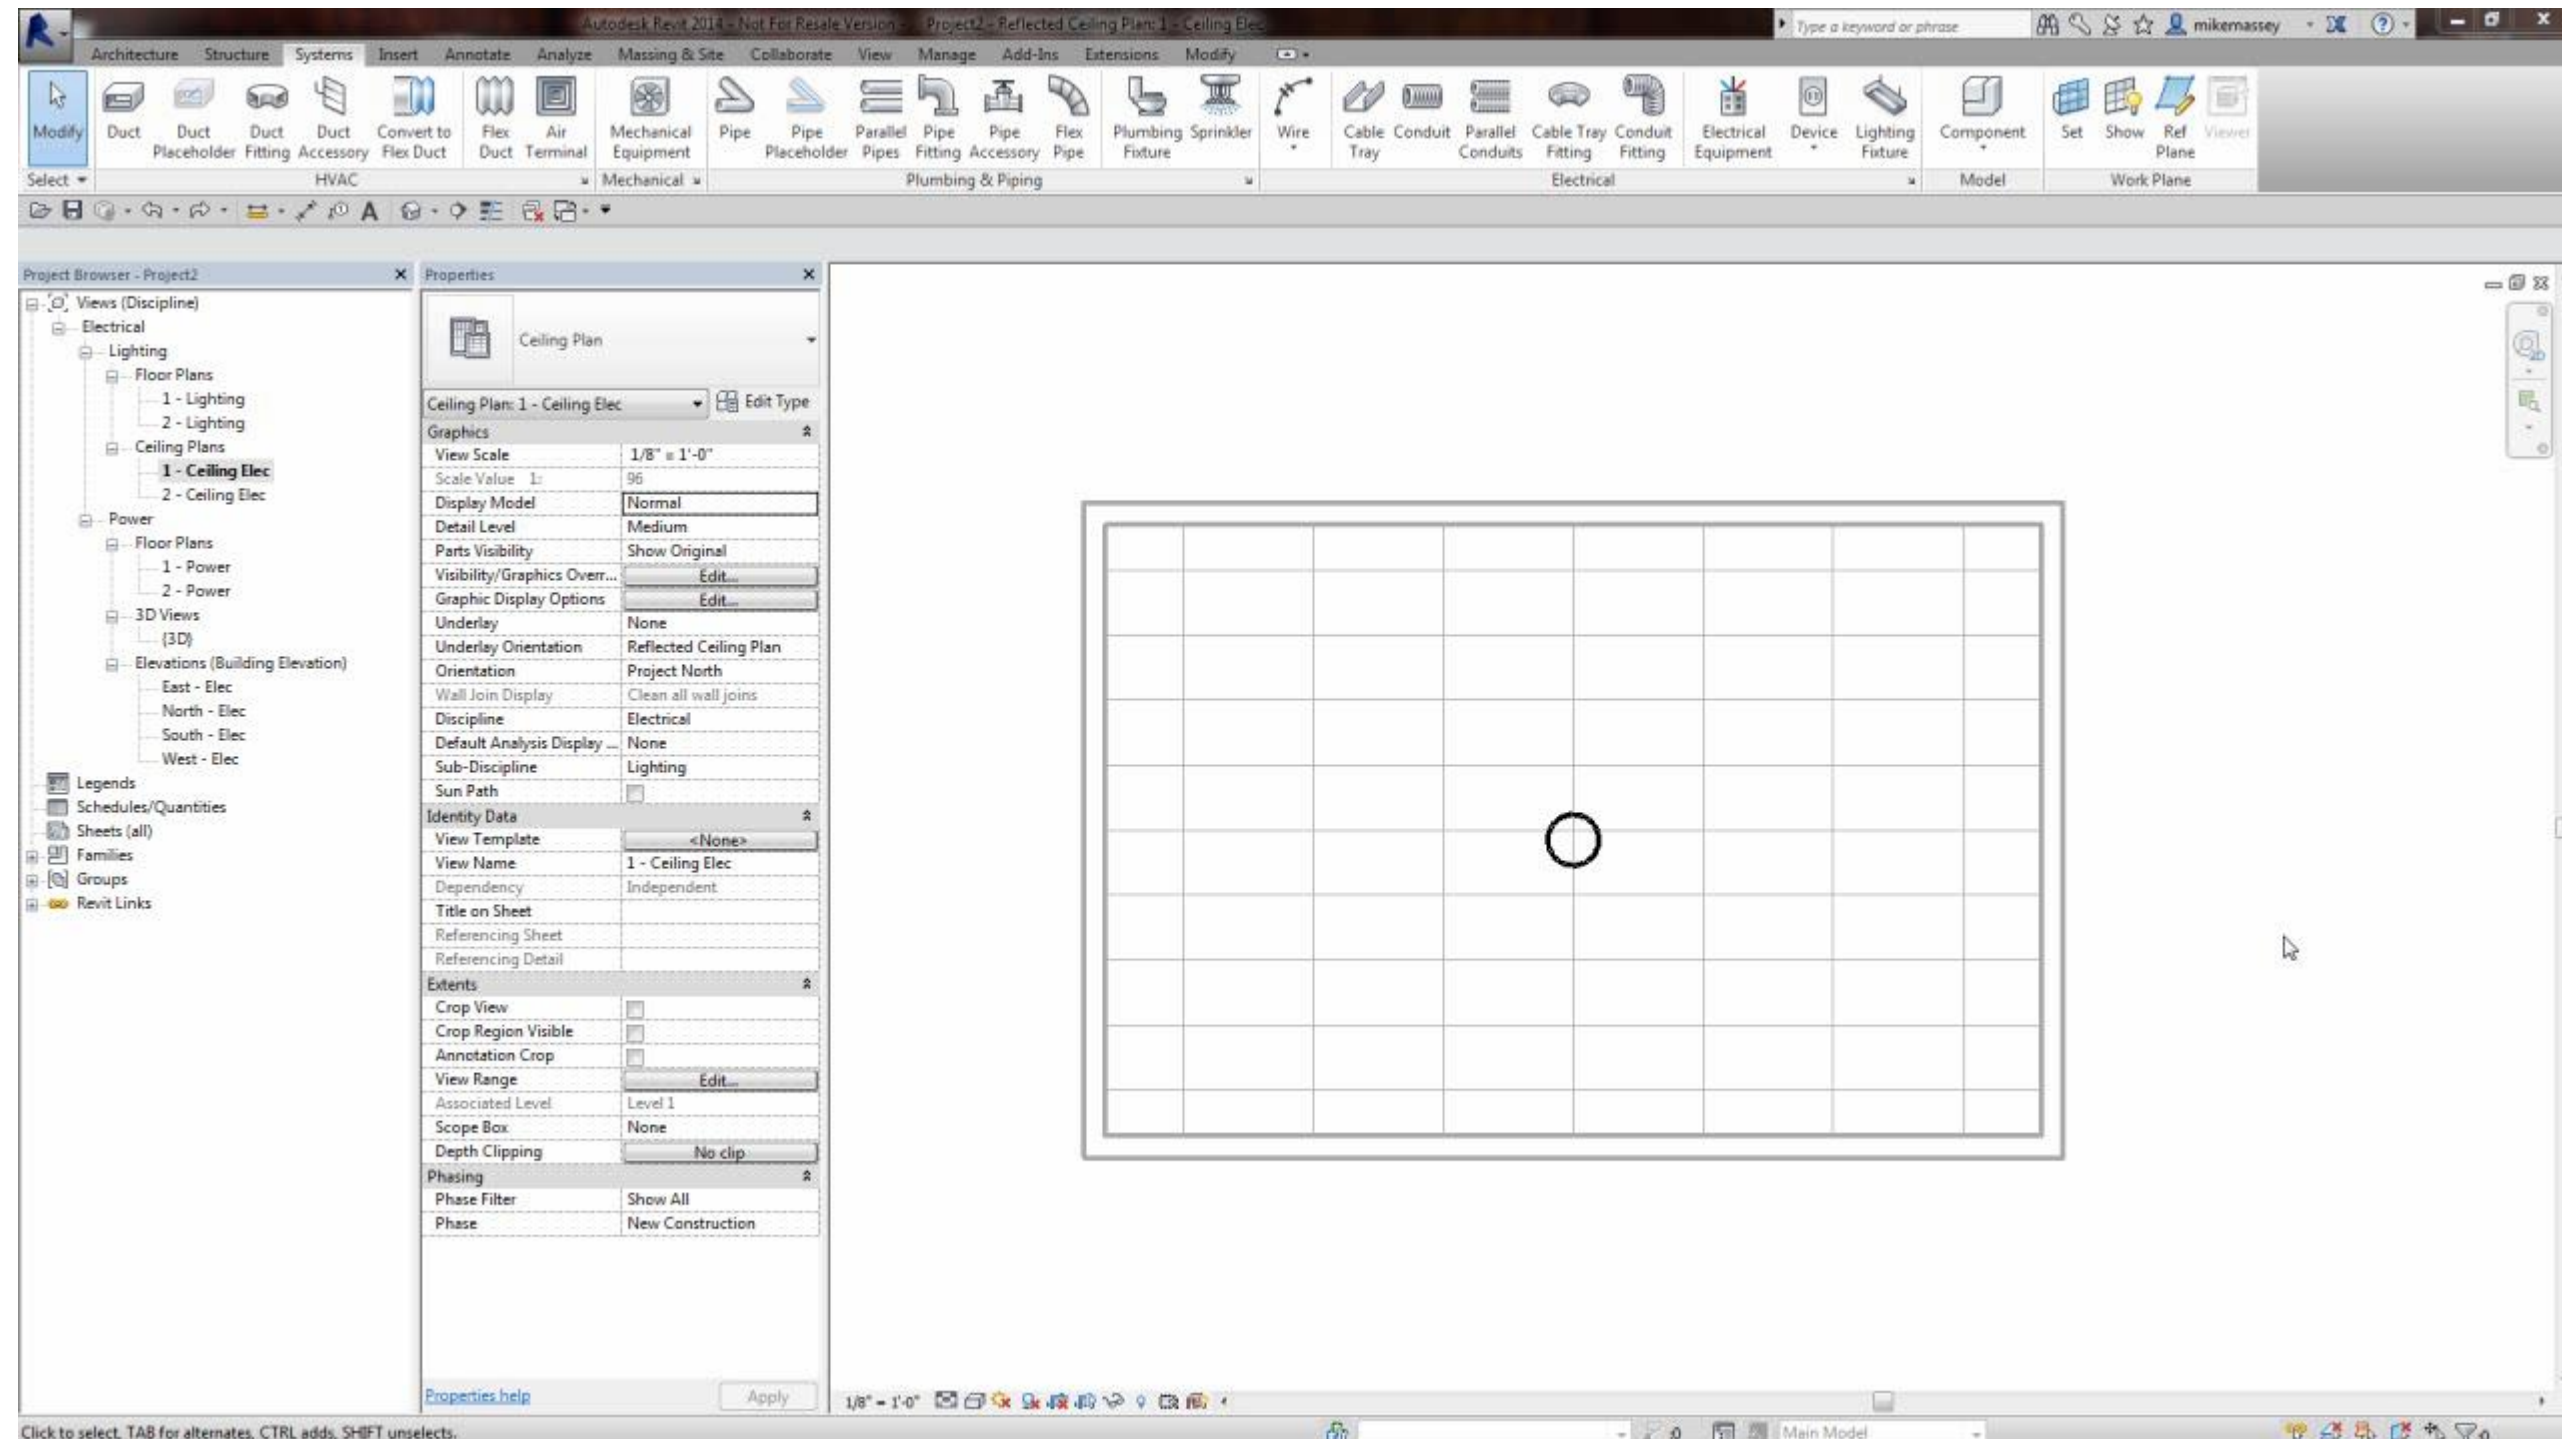 Autodesk Revit 2014 - Not For Resale Version - Project2 - Reflected Ceiling Plan: 1 - Ceiling Elec
Type a keyword or phrase
mikemassey
Architecture Structure Systems Insert Annotate Analyze Massing & Site Collaborate View Manage Add-Ins Extensions Modify
Modify Duct Duct Placeholder Duct Fitting Duct Accessory Convert to Flex Duct Flex Duct Air Terminal Mechanical Equipment Pipe Pipe Placeholder Parallel Pipes Pipe Fitting Pipe Accessory Flex Pipe Plumbing Fixture Sprinkler Wire Cable Tray Conduit Parallel Conduits Cable Tray Fitting Conduit Fitting Electrical Equipment Device Lighting Fixture Component Set Show Ref Plane Viewer
Select HVAC Mechanical Plumbing & Piping Electrical Model Work Plane
Project Browser - Project2
Views (Discipline)
Electrical
Lighting
Floor Plans
1 - Lighting
2 - Lighting
Ceiling Plans
1 - Ceiling Elec
2 - Ceiling Elec
Power
Floor Plans
1 - Power
2 - Power
3D Views
{3D}
Elevations (Building Elevation)
East - Elec
North - Elec
South - Elec
West - Elec
Legends
Schedules/Quantities
Sheets (all)
Families
Groups
Revit Links
Properties
Ceiling Plan
Ceiling Plan: 1 - Ceiling Elec Edit Type
Graphics
View Scale 1/8" = 1'-0"
Scale Value 1: 96
Display Model Normal
Detail Level Medium
Parts Visibility Show Original
Visibility/Graphics Overr... Edit...
Graphic Display Options Edit...
Underlay None
Underlay Orientation Reflected Ceiling Plan
Orientation Project North
Wall Join Display Clean all wall joins
Discipline Electrical
Default Analysis Display ... None
Sub-Discipline Lighting
Sun Path
Identity Data
View Template <None>
View Name 1 - Ceiling Elec
Dependency Independent
Title on Sheet
Referencing Sheet
Referencing Detail
Extents
Crop View
Crop Region Visible
Annotation Crop
View Range Edit...
Associated Level Level 1
Scope Box None
Depth Clipping No clip
Phasing
Phase Filter Show All
Phase New Construction
Properties help Apply
1/8" = 1'-0"
Click to select, TAB for alternates, CTRL adds, SHIFT unselects.
:0 Main Model